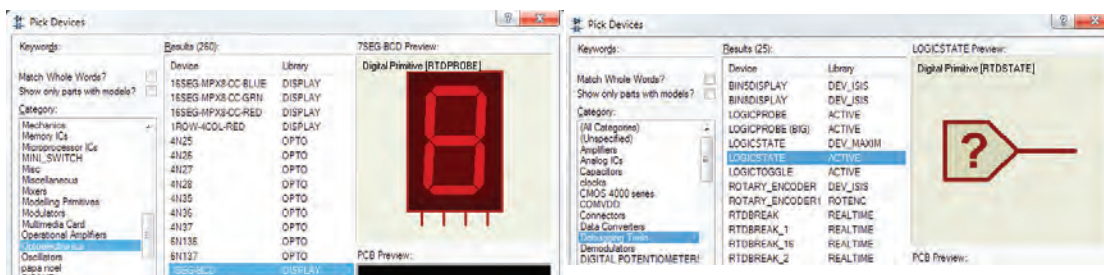 Pick Devices
Keywords:
Match Whole Words?
Show only parts with models?
Category:
Mechanics
Memory ICs
Microprocessor ICs
MINI_SWITCH
Misc
Miscellaneous
Mixers
Modelling Primitives
Modulators
Multimedia Card
Operational Amplifiers
Optoelectronics
Oscillators
papa noel
Results (260):
Device Library
16SEG-MPX8-CC-BLUE DISPLAY
16SEG-MPX8-CC-GRN DISPLAY
16SEG-MPX8-CC-RED DISPLAY
1ROW-4COL-RED DISPLAY
4N25 OPTO
4N26 OPTO
4N27 OPTO
4N28 OPTO
4N35 OPTO
4N36 OPTO
4N37 OPTO
6N136 OPTO
6N137 OPTO
7SEG-BCD DISPLAY
7SEG-BCD Preview:
Digital Primitive [RTDPROBE]
PCB Preview:
Pick Devices
Keywords:
Match Whole Words?
Show only parts with models?
Category:
(All Categories)
(Unspecified)
Amplifiers
Analog ICs
Capacitors
clocks
CMOS 4000 series
COMVDD
Connectors
Data Converters
Debugging Tools
Demodulators
DIGITAL POTENTIOMETER
Results (25):
Device Library
BIN5DISPLAY DEV_ISIS
BIN8DISPLAY DEV_ISIS
LOGICPROBE ACTIVE
LOGICPROBE (BIG) ACTIVE
LOGICSTATE DEV_MAXIM
LOGICSTATE ACTIVE
LOGICTOGGLE ACTIVE
ROTARY_ENCODER DEV_ISIS
ROTARY_ENCODER1 ROTENC
RTDBREAK REALTIME
RTDBREAK_1 REALTIME
RTDBREAK_16 REALTIME
RTDBREAK_2 REALTIME
LOGICSTATE Preview:
Digital Primitive [RTDSTATE]
?
PCB Preview: